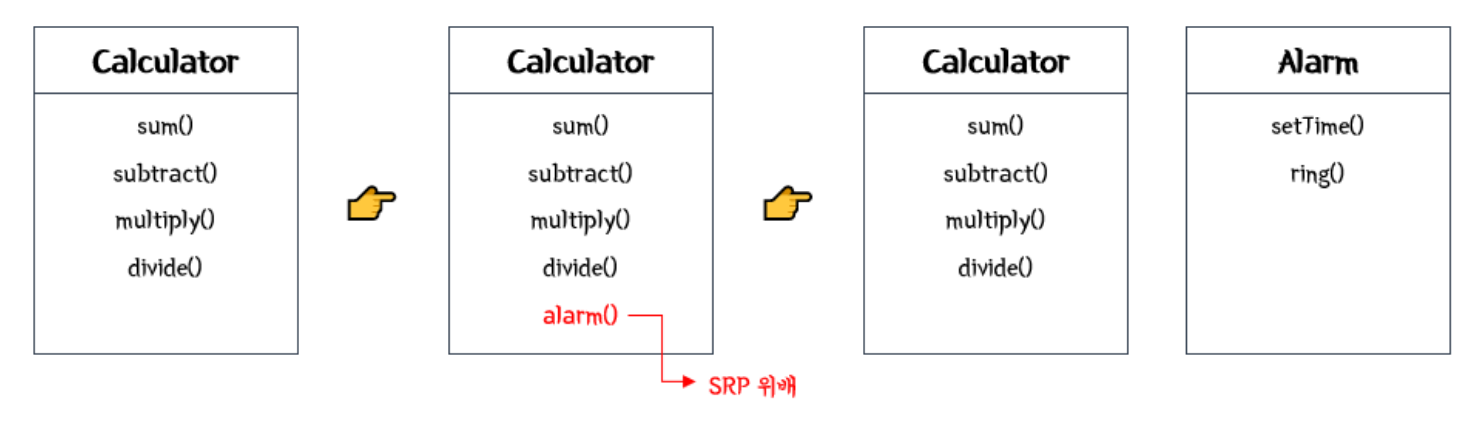 Calculator
sum()
subtract()
multiply()
divide()
Calculator
sum()
subtract()
multiply()
divide()
alarm()
SRP 위배
Calculator
sum()
subtract()
multiply()
divide()
Alarm
setTime()
ring()